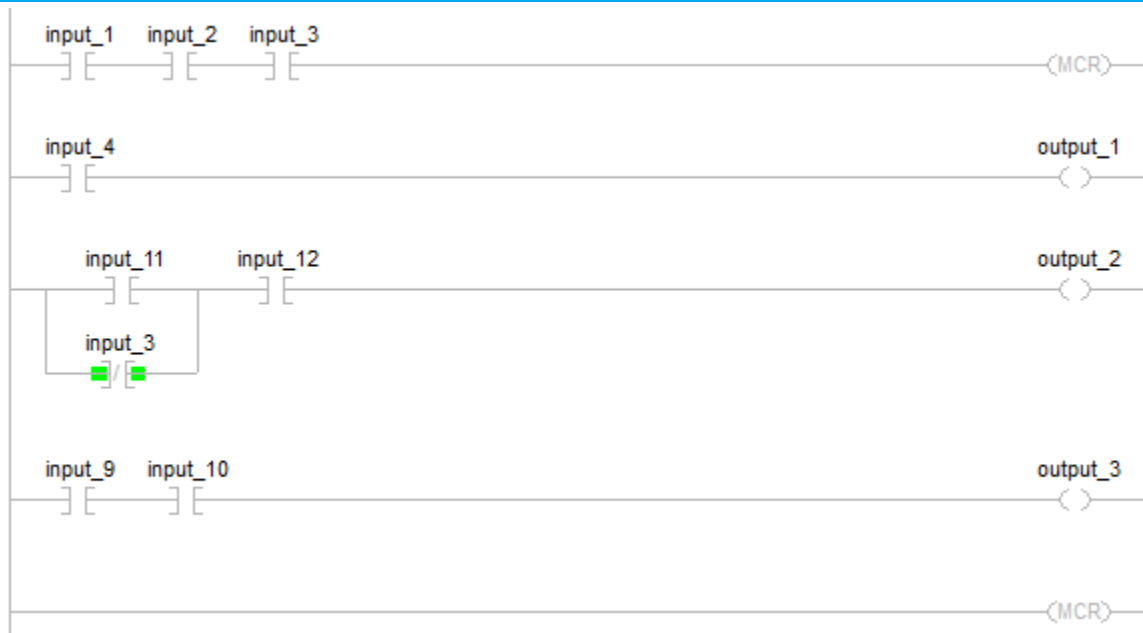 input_1 input_2 input_3
(MCR)
input_4 output_1
input_11 input_12 output_2
input_3
input_9 input_10 output_3
(MCR)